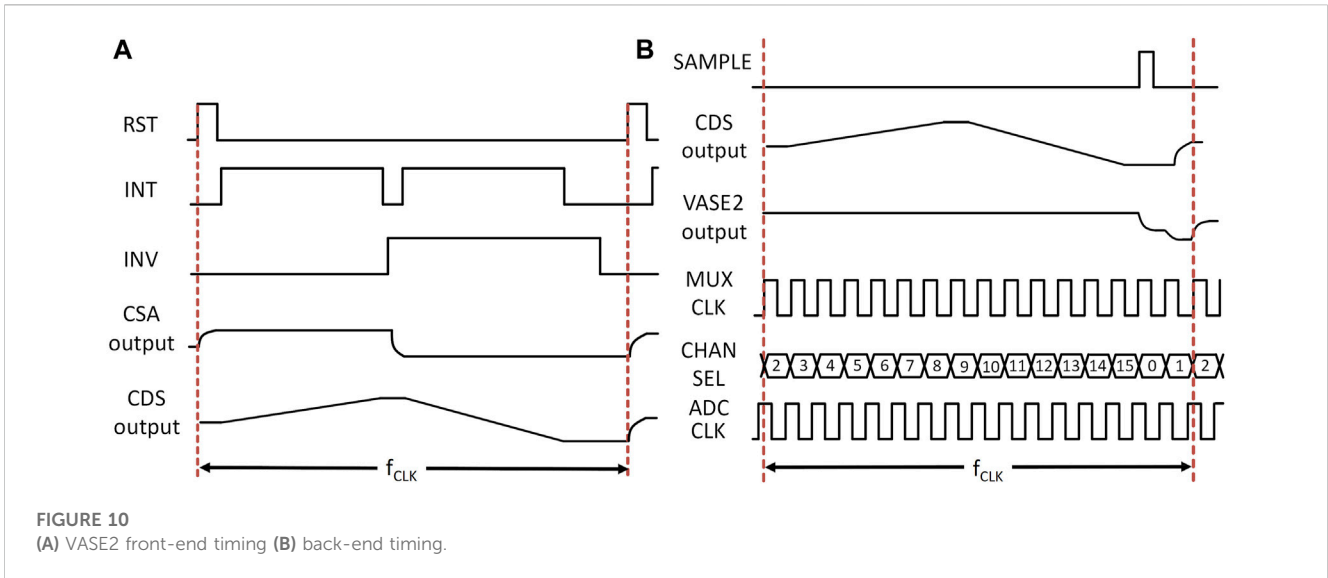 A
RST
INT
INV
CSA
output
CDS
output
f_CLK
B
SAMPLE
CDS
output
VASE2
output
MUX
CLK
CHAN
SEL
2 3 4 5 6 7 8 9 10 11 12 13 14 15 0 1 2
ADC
CLK
f_CLK
FIGURE 10
(A) VASE2 front-end timing (B) back-end timing.